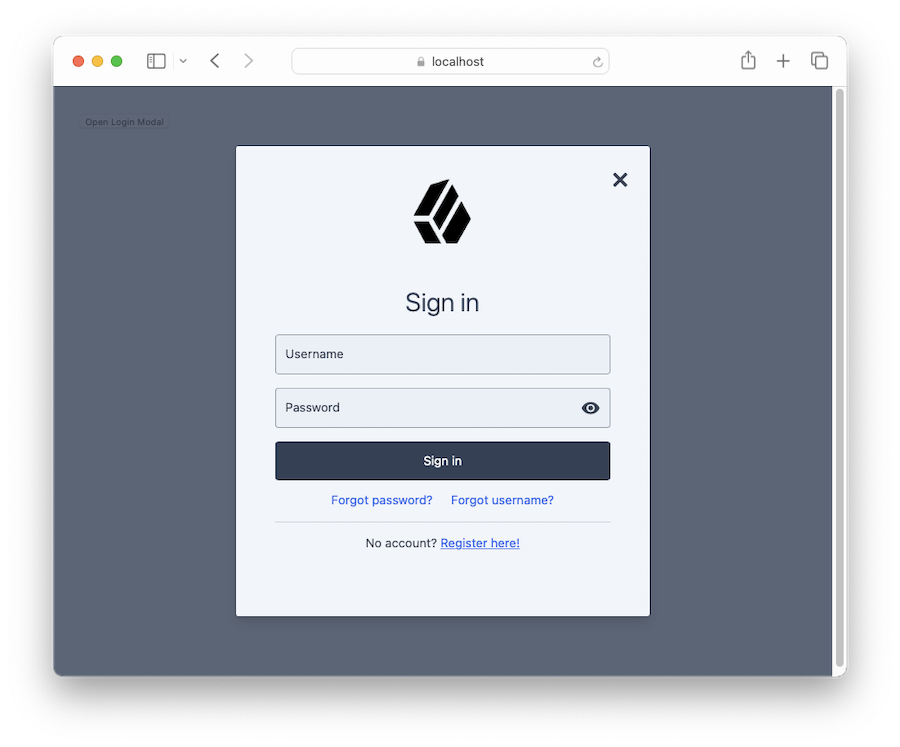 localhost
Open Login Modal
Sign in
Username
Password
Sign in
Forgot password? Forgot username?
No account? Register here!